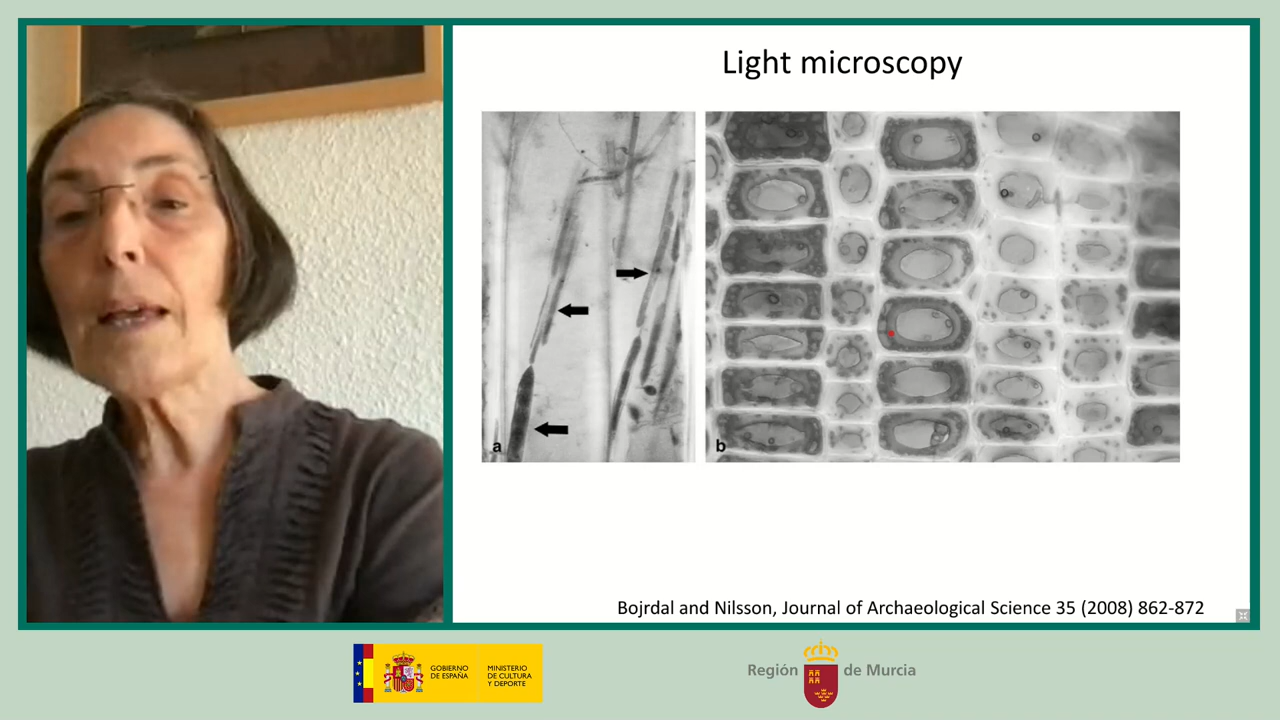 Light microscopy
a
b
Bojrdal and Nilsson, Journal of Archaeological Science 35 (2008) 862-872
GOBIERNO
DE ESPAÑA
MINISTERIO
DE CULTURA
Y DEPORTE
Región de Murcia